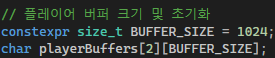 // 플레이어 버퍼 크기 및 초기화
constexpr size_t BUFFER_SIZE = 1024;
char playerBuffers[2][BUFFER_SIZE];